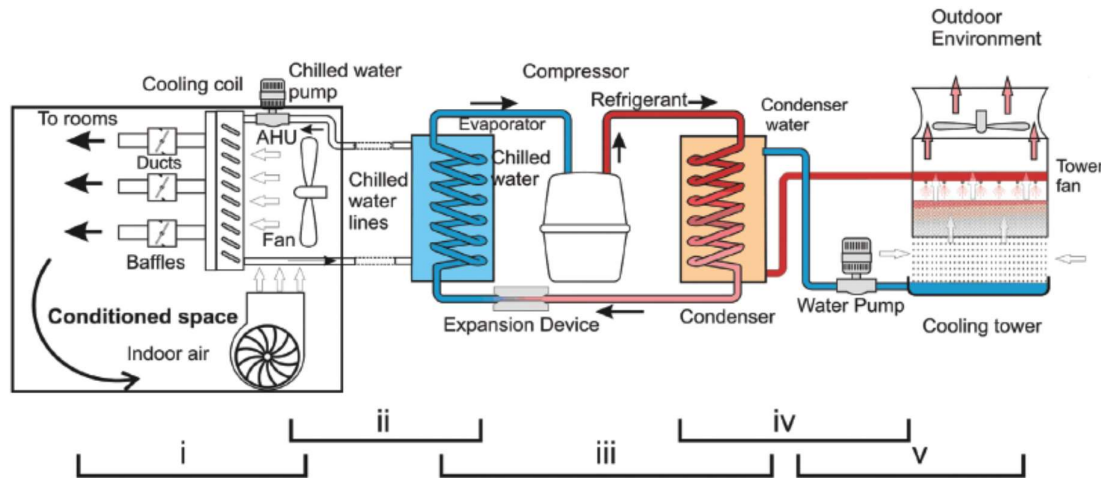 Outdoor
Environment
Cooling coil
Chilled water
pump
Compressor
Refrigerant
Condenser
water
To rooms
AHU
Evaporator
Ducts
Chilled
water
Chilled
water
lines
Tower
fan
Fan
Baffles
Water Pump
Conditioned space
Expansion Device
Condenser
Cooling tower
Indoor air
ii
iv
i
iii
v